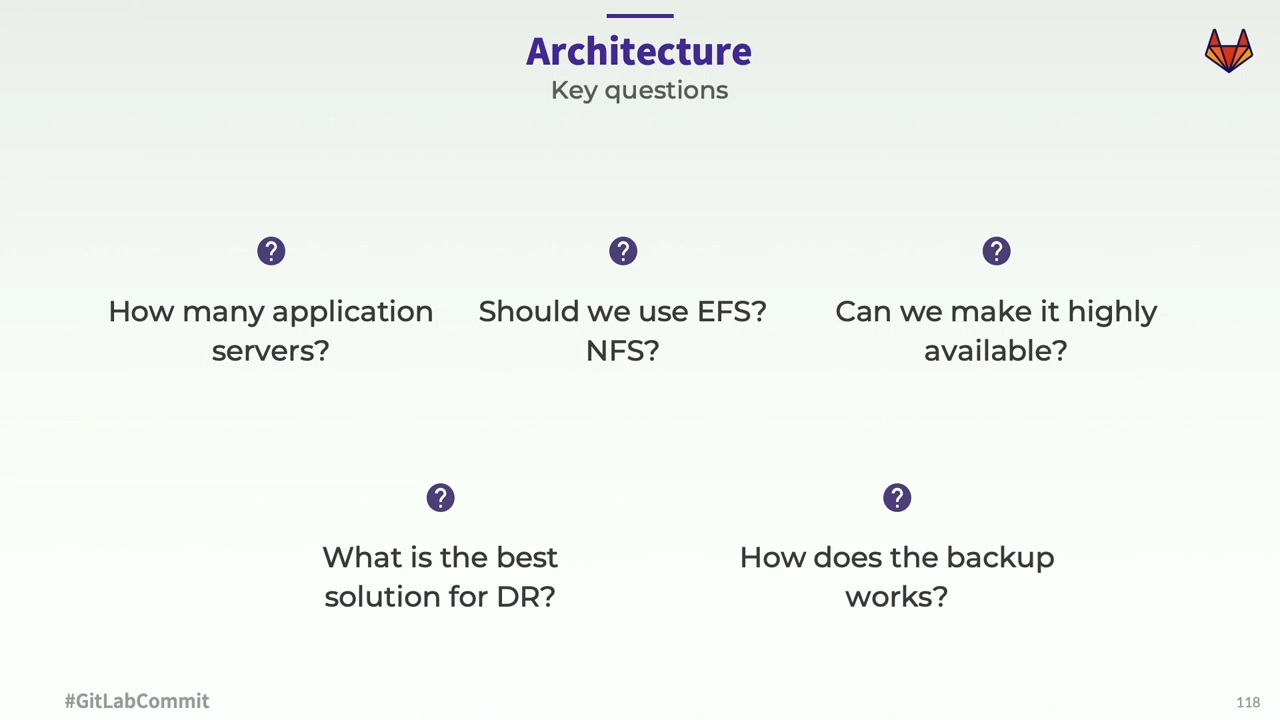 Architecture
Key questions
How many application
servers?
Should we use EFS?
NFS?
Can we make it highly
available?
What is the best
solution for DR?
How does the backup
works?
#GitLabCommit
118